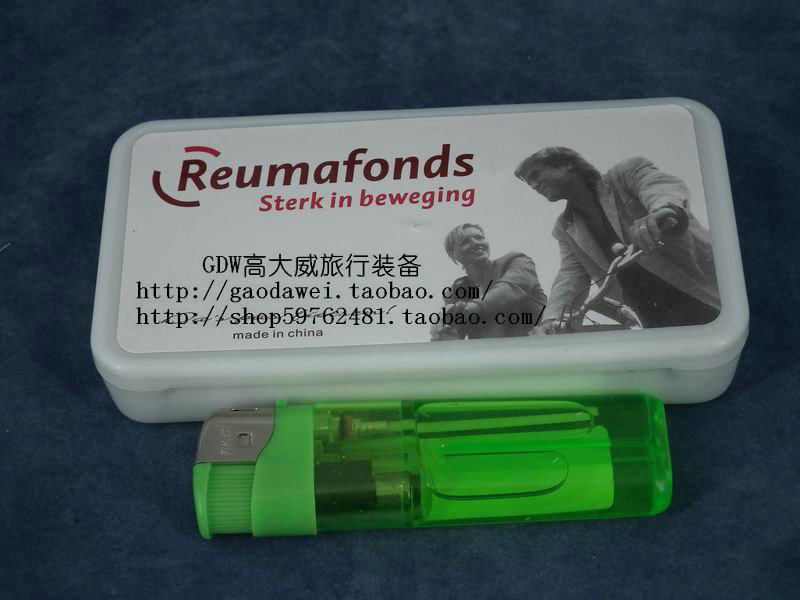 Reumafonds
Sterk in beweging
GDW高大威旅行装备
http://gaodawei.taobao.com/
http://shop59762481.taobao.com/
made in china